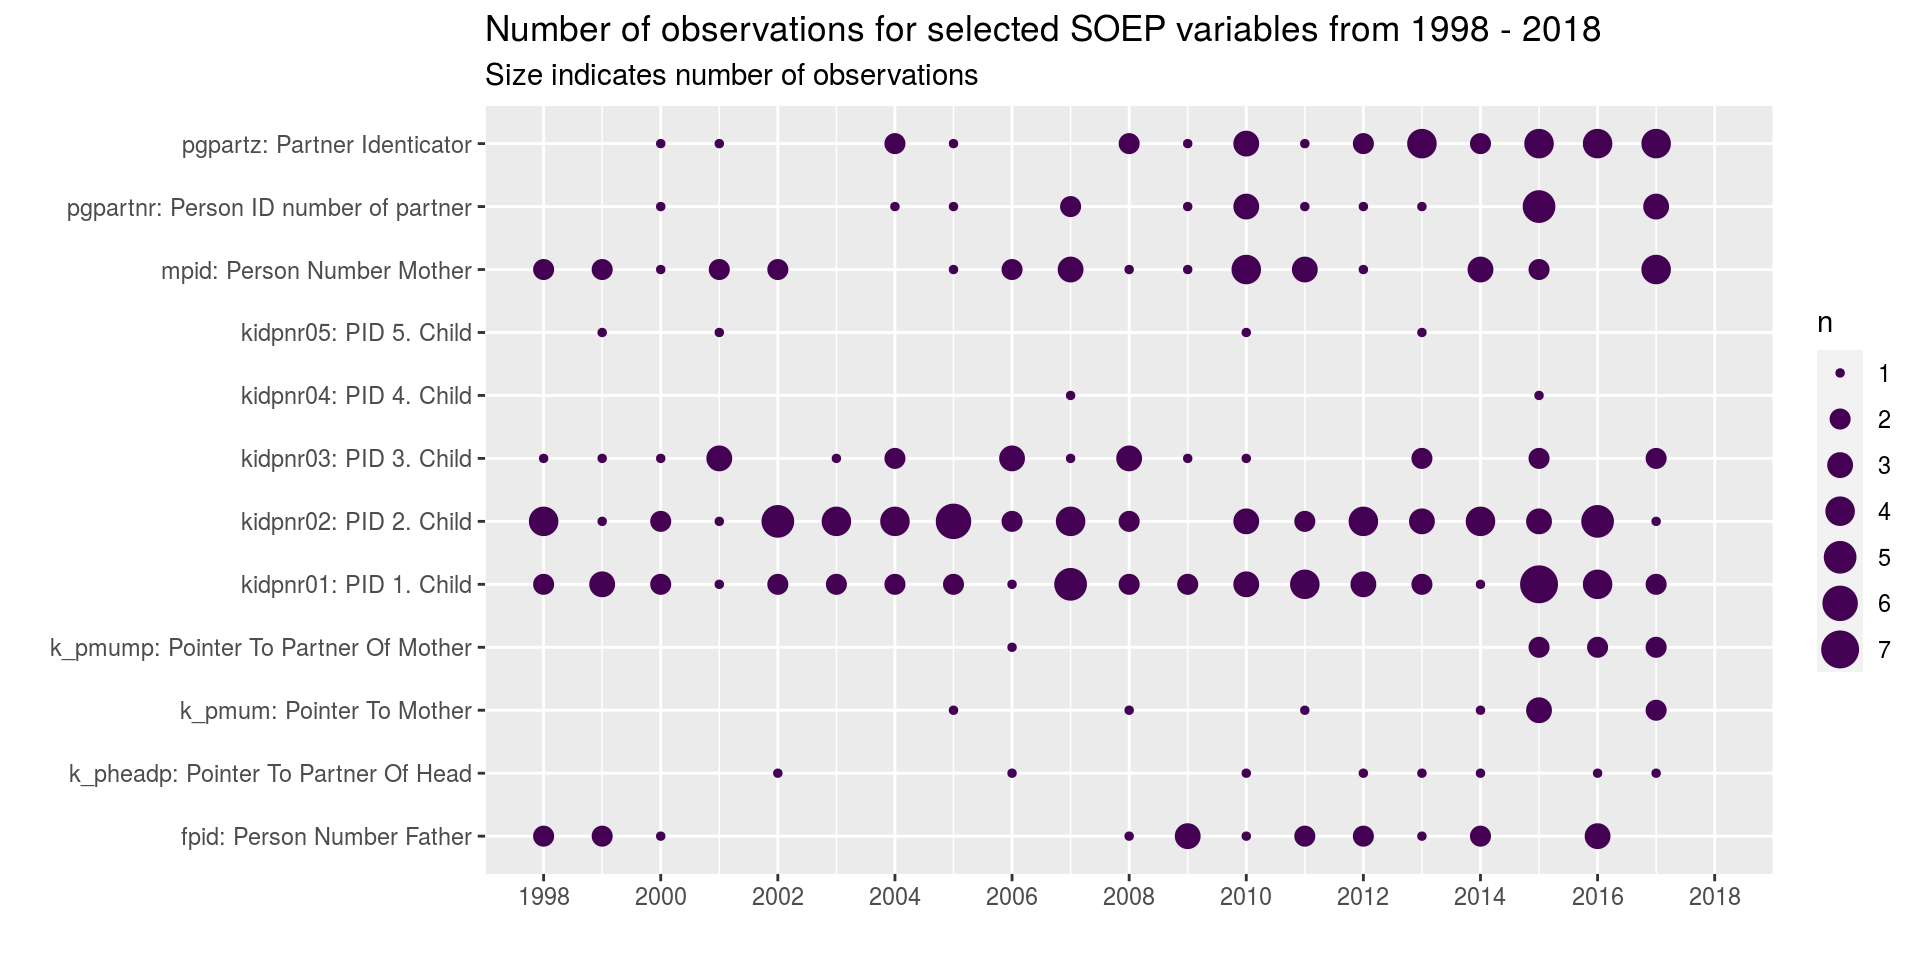 Number of observations for selected SOEP variables from 1998 - 2018
Size indicates number of observations
pgpartz: Partner Identicator
pgpartnr: Person ID number of partner
mpid: Person Number Mother
kidpnr05: PID 5. Child
kidpnr04: PID 4. Child
kidpnr03: PID 3. Child
kidpnr02: PID 2. Child
kidpnr01: PID 1. Child
k_pmump: Pointer To Partner Of Mother
k_pmum: Pointer To Mother
k_pheadp: Pointer To Partner Of Head
fpid: Person Number Father
1998 2000 2002 2004 2006 2008 2010 2012 2014 2016 2018
n
1
2
3
4
5
6
7